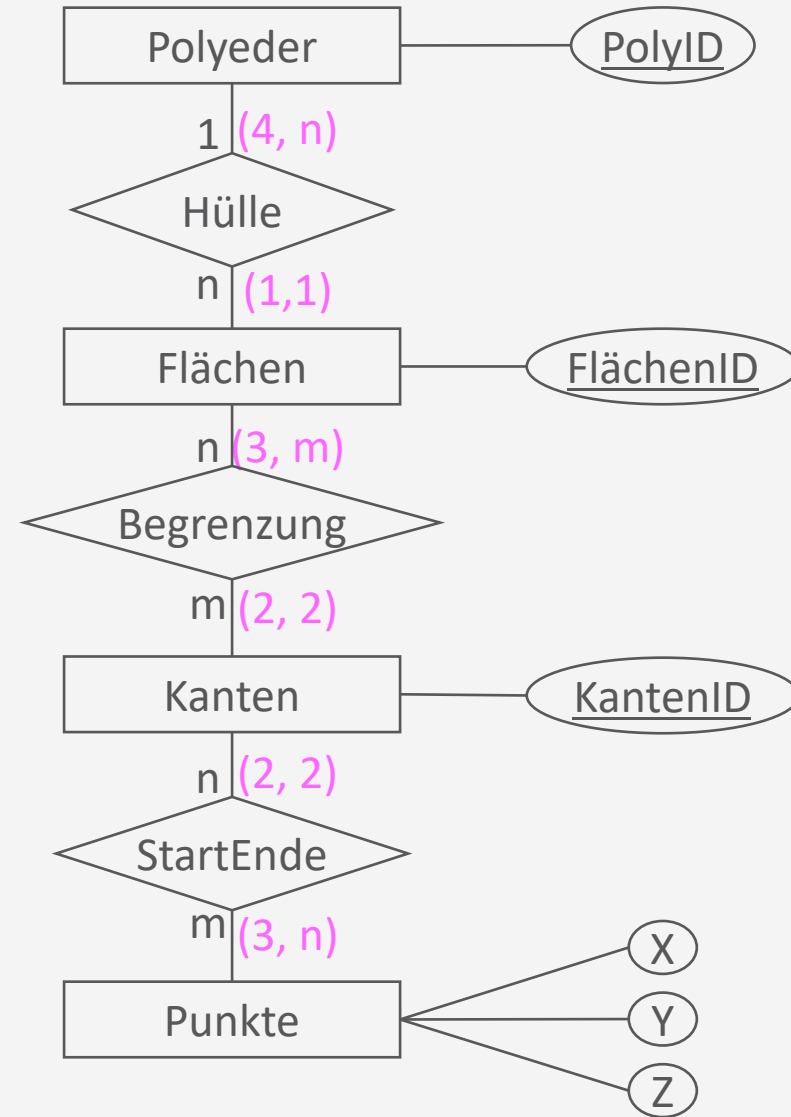 Polyeder
PolyID
1 (4, n)
Hülle
n (1,1)
Flächen
FlächenID
n (3, m)
Begrenzung
m (2, 2)
Kanten
KantenID
n (2, 2)
StartEnde
m (3, n)
X
Punkte
Y
Z